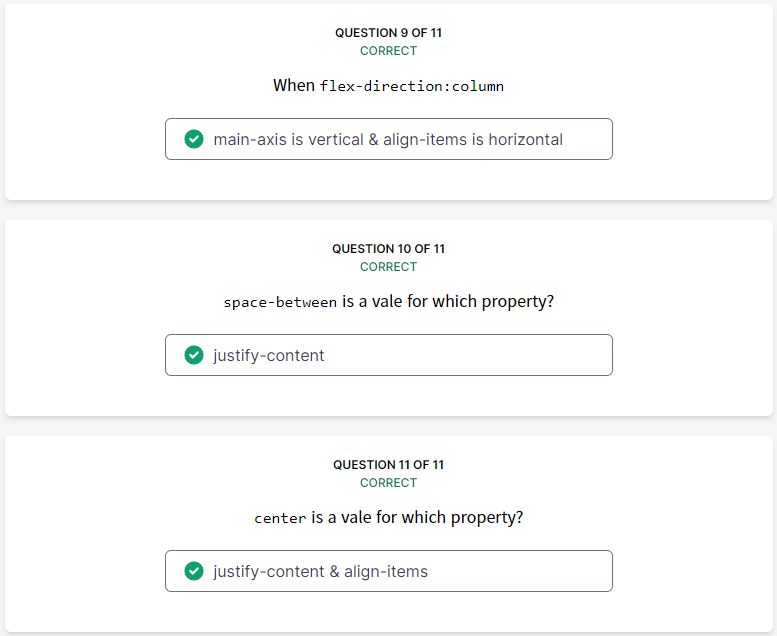 QUESTION 9 OF 11
CORRECT
When flex-direction:column
main-axis is vertical & align-items is horizontal
QUESTION 10 OF 11
CORRECT
space-between is a vale for which property?
justify-content
QUESTION 11 OF 11
CORRECT
center is a vale for which property?
justify-content & align-items